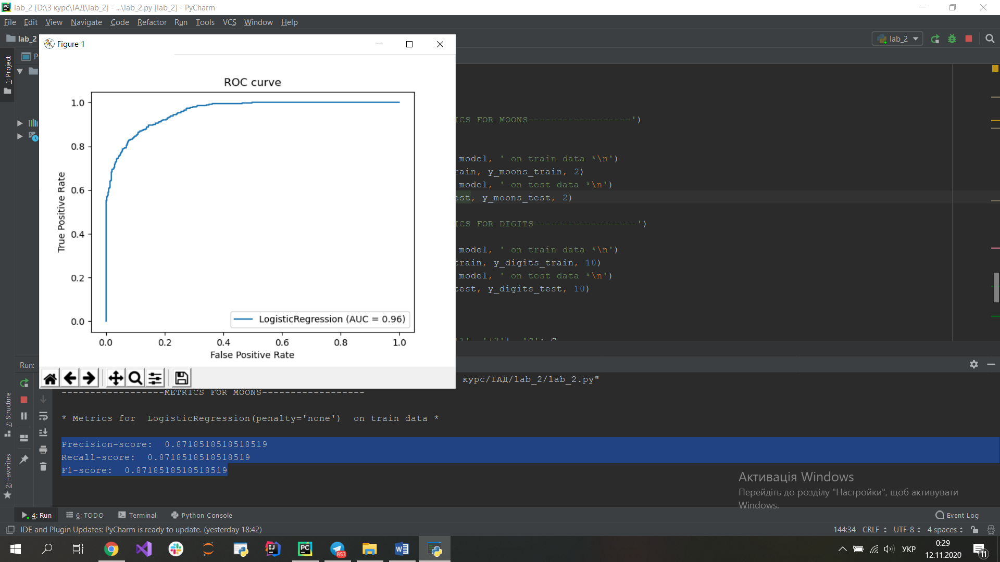 lab_2 [D:\3 курс\ІАД\lab_2] - ...\lab_2.py [lab_2] - PyCharm
File Edit View Navigate Code Refactor Run Tools VCS Window Help
lab_2
lab_2
Figure 1
1: Project
P
ROC curve
True Positive Rate
1.0
0.8
0.6
0.4
0.2
0.0
LogisticRegression (AUC = 0.96)
0.0 0.2 0.4 0.6 0.8 1.0
False Positive Rate
ICS FOR MOONS------------------')
model, ' on train data *\n')
rain, y_moons_train, 2)
model, ' on test data *\n')
est, y_moons_test, 2)
ICS FOR DIGITS------------------')
model, ' on train data *\n')
train, y_digits_train, 10)
model, ' on test data *\n')
test, y_digits_test, 10)
Run:
курс/ІАД/lab_2/lab_2.py"
------------------METRICS FOR MOONS------------------
* Metrics for  LogisticRegression(penalty='none')  on train data *
Precision-score:  0.8718518518518519
Recall-score:  0.8718518518518519
F1-score:  0.8718518518518519
7: Structure
2: Favorites
Активація Windows
Перейдіть до розділу "Настройки", щоб активувати
Windows.
4: Run 6: TODO Terminal Python Console Event Log
IDE and Plugin Updates: PyCharm is ready to update. (yesterday 18:42) 144:34 CRLF UTF-8 4 spaces
853
УКР
0:29
12.11.2020
11